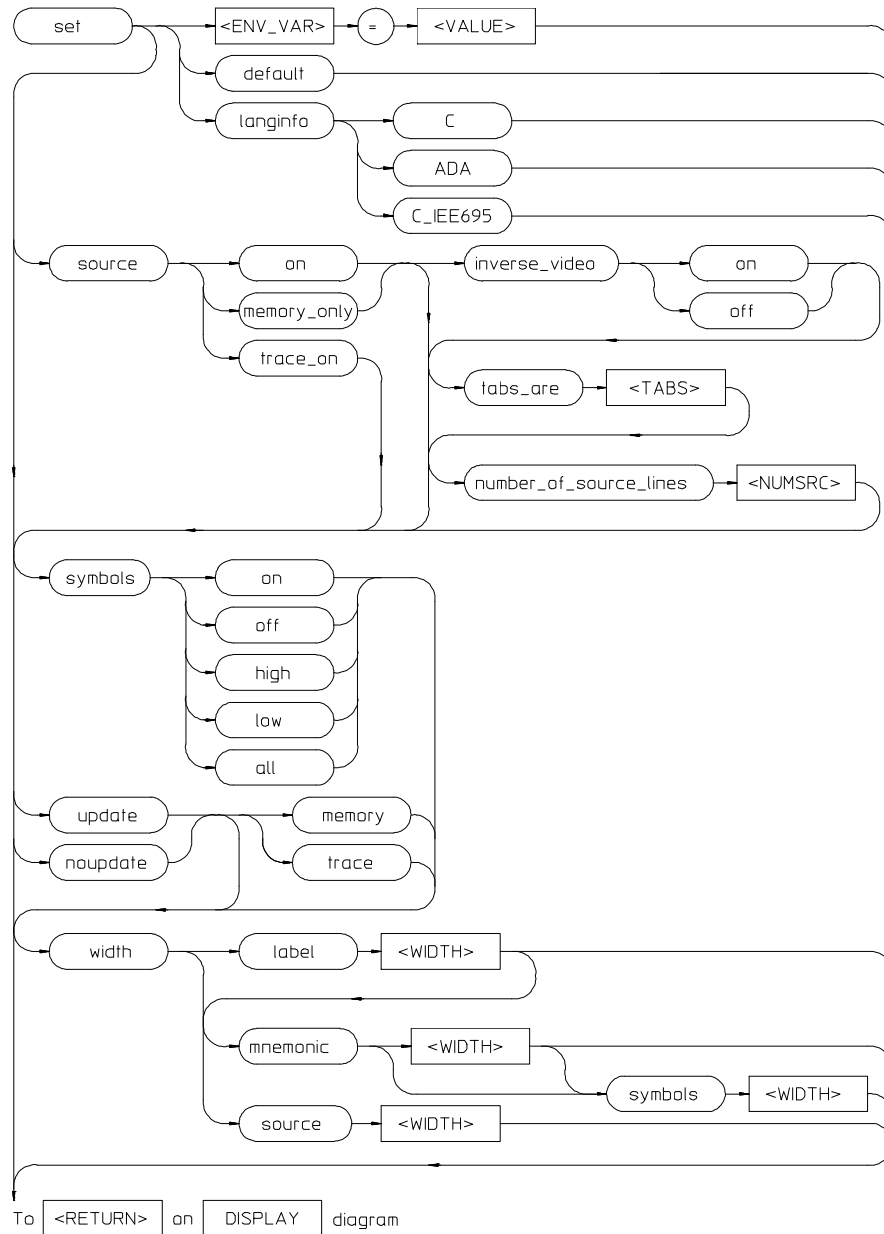 set <ENV_VAR> = <VALUE>
default
langinfo C
ADA
C_IEE695
source on inverse_video on
memory_only off
trace_on tabs_are <TABS>
number_of_source_lines <NUMSRC>
symbols on
off
high
low
all
update memory
noupdate trace
width label <WIDTH>
mnemonic <WIDTH>
symbols <WIDTH>
source <WIDTH>
To <RETURN> on DISPLAY diagram